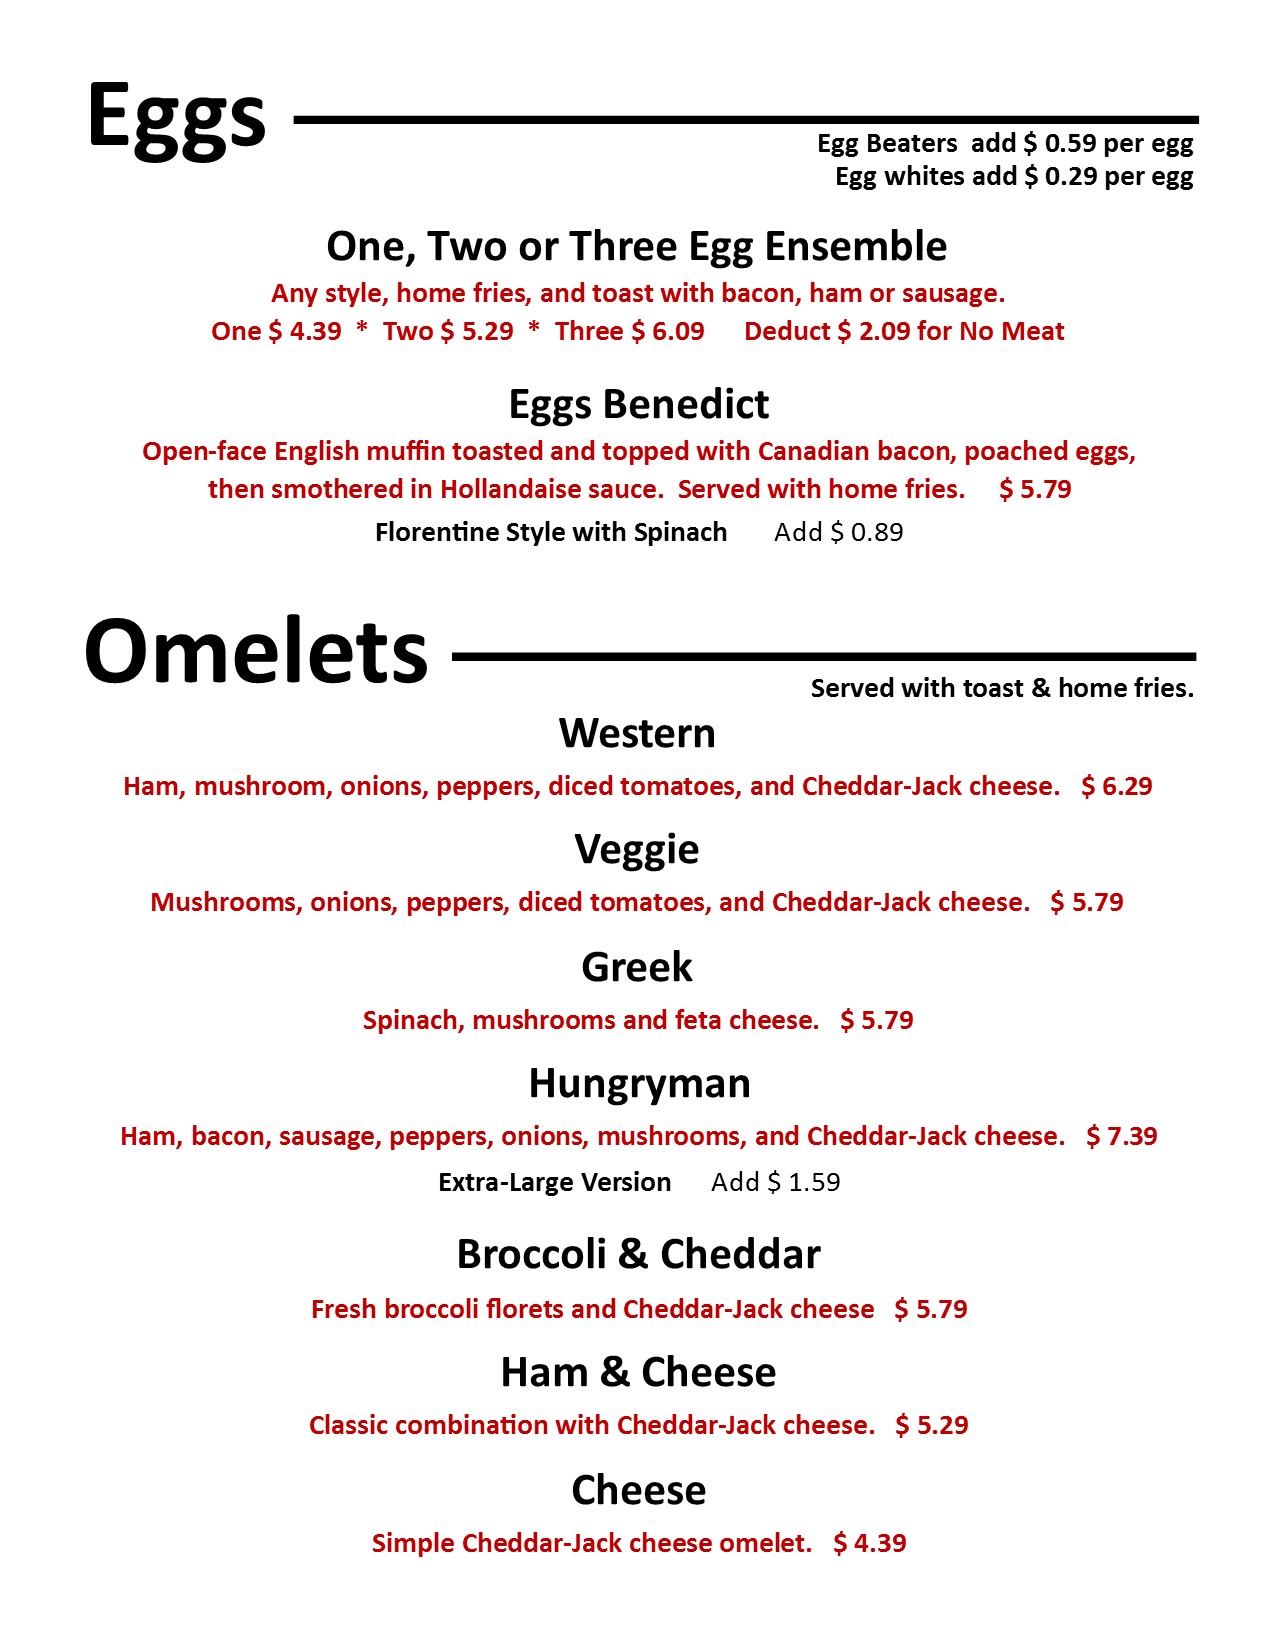 Eggs
Egg Beaters  add $ 0.59 per egg
Egg whites add $ 0.29 per egg
One, Two or Three Egg Ensemble
Any style, home fries, and toast with bacon, ham or sausage.
One $ 4.39  *  Two $ 5.29  *  Three $ 6.09     Deduct $ 2.09 for No Meat
Eggs Benedict
Open-face English muffin toasted and topped with Canadian bacon, poached eggs,
then smothered in Hollandaise sauce.  Served with home fries.     $ 5.79
Florentine Style with Spinach     Add $ 0.89
Omelets
Served with toast & home fries.
Western
Ham, mushroom, onions, peppers, diced tomatoes, and Cheddar-Jack cheese.   $ 6.29
Veggie
Mushrooms, onions, peppers, diced tomatoes, and Cheddar-Jack cheese.   $ 5.79
Greek
Spinach, mushrooms and feta cheese.   $ 5.79
Hungryman
Ham, bacon, sausage, peppers, onions, mushrooms, and Cheddar-Jack cheese.   $ 7.39
Extra-Large Version     Add $ 1.59
Broccoli & Cheddar
Fresh broccoli florets and Cheddar-Jack cheese   $ 5.79
Ham & Cheese
Classic combination with Cheddar-Jack cheese.   $ 5.29
Cheese
Simple Cheddar-Jack cheese omelet.   $ 4.39